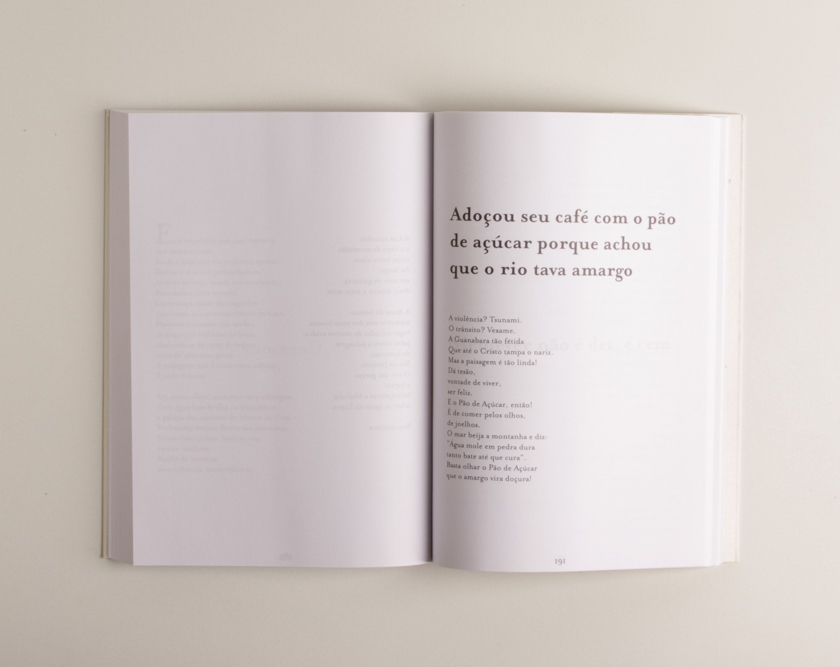 Adoçou seu café com o pão
de açúcar porque achou
que o rio tava amargo
A violência? Tsunami.
O trânsito? Vexame.
A Guanabara tão fétida
Que até o Cristo tampa o nariz.
Mas a paisagem é tão linda!
Dá tesão,
vontade de viver,
ser feliz.
E o Pão de Açúcar, então!
É de comer pelos olhos,
de joelhos.
O mar beija a montanha e diz:
"Água mole em pedra dura
tanto bate até que cura".
Basta olhar o Pão de Açúcar
que o amargo vira doçura!
191